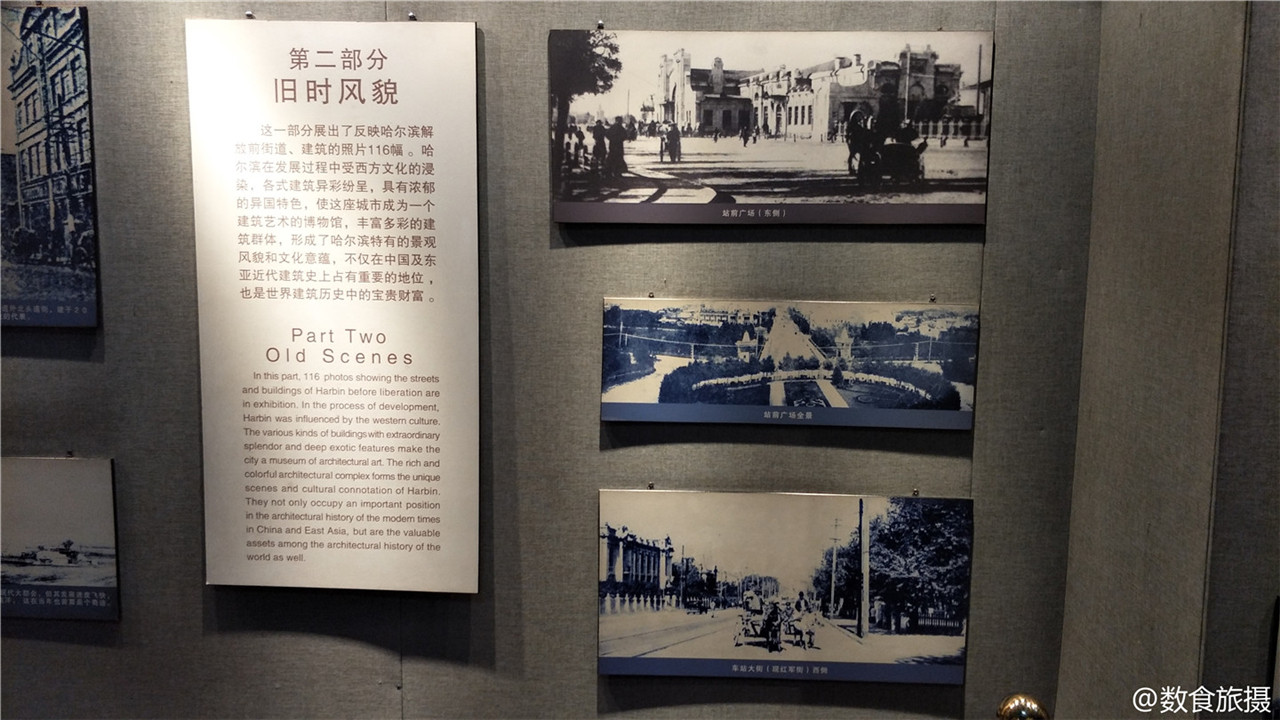 第二部分
旧时风貌
这一部分展出了反映哈尔滨解
放前街道、建筑的照片116幅。哈
尔滨在发展过程中受西方文化的浸
染，各式建筑异彩纷呈，具有浓郁
的异国特色，使这座城市成为一个
建筑艺术的博物馆，丰富多彩的建
筑群体，形成了哈尔滨特有的景观
风貌和文化意蕴，不仅在中国及东
亚近代建筑史上占有重要的地位，
也是世界建筑历史中的宝贵财富。
Part Two
Old Scenes
In this part, 116 photos showing the streets
and buildings of Harbin before liberation are
in exhibition. In the process of development,
Harbin was influenced by the western culture.
The various kinds of buildings with extraordinary
splendor and deep exotic features make the
city a museum of architectural art. The rich and
colorful architectural complex forms the unique
scenes and cultural connotation of Harbin.
They not only occupy an important position
in the architectural history of the modern times
in China and East Asia, but are the valuable
assets among the architectural history of the
world as well.
站前广场（东侧）
站前广场全景
车站大街（现红军街）西侧
道外北头道街，建于20
的代表。
@数食旅摄